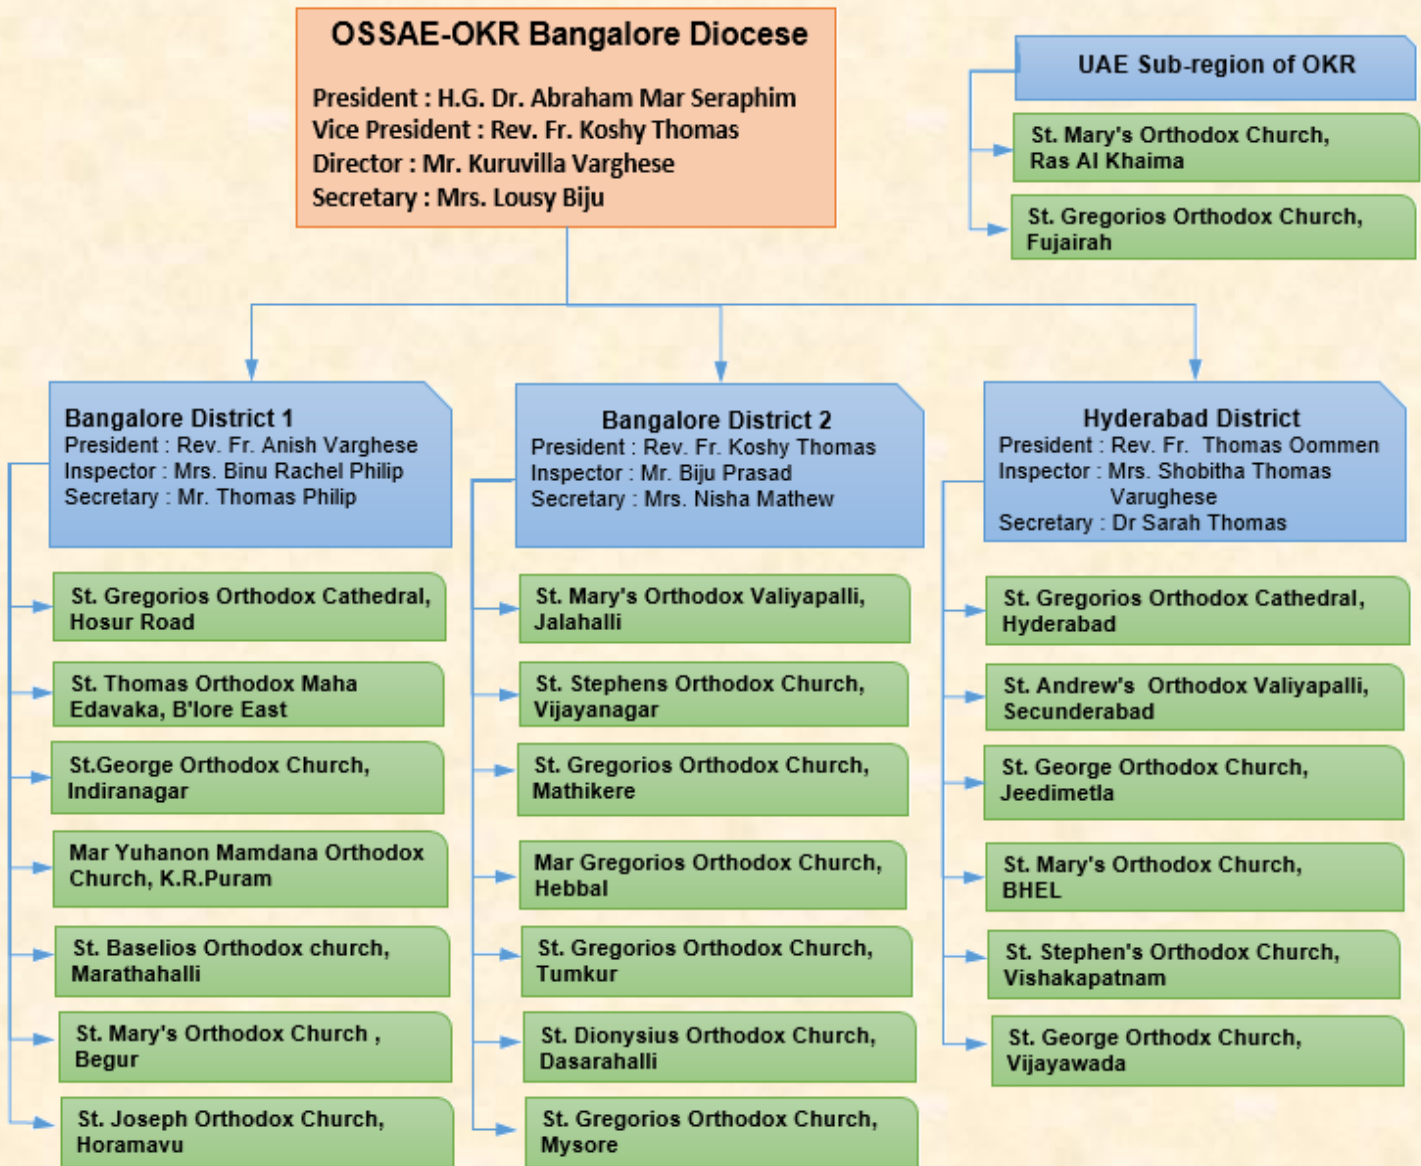 OSSAE-OKR Bangalore Diocese
President : H.G. Dr. Abraham Mar Seraphim
Vice President : Rev. Fr. Koshy Thomas
Director : Mr. Kuruvilla Varghese
Secretary : Mrs. Lousy Biju
UAE Sub-region of OKR
St. Mary's Orthodox Church,
Ras Al Khaima
St. Gregorios Orthodox Church,
Fujairah
Bangalore District 1
President : Rev. Fr. Anish Varghese
Inspector : Mrs. Binu Rachel Philip
Secretary : Mr. Thomas Philip
St. Gregorios Orthodox Cathedral,
Hosur Road
St. Thomas Orthodox Maha
Edavaka, B'lore East
St.George Orthodox Church,
Indiranagar
Mar Yuhanon Mamdana Orthodox
Church, K.R.Puram
St. Baselios Orthodox church,
Marathahalli
St. Mary's Orthodox Church ,
Begur
St. Joseph Orthodox Church,
Horamavu
Bangalore District 2
President : Rev. Fr. Koshy Thomas
Inspector : Mr. Biju Prasad
Secretary : Mrs. Nisha Mathew
St. Mary's Orthodox Valiyapalli,
Jalahalli
St. Stephens Orthodox Church,
Vijayanagar
St. Gregorios Orthodox Church,
Mathikere
Mar Gregorios Orthodox Church,
Hebbal
St. Gregorios Orthodox Church,
Tumkur
St. Dionysius Orthodox Church,
Dasarahalli
St. Gregorios Orthodox Church,
Mysore
Hyderabad District
President : Rev. Fr.  Thomas Oommen
Inspector : Mrs. Shobitha Thomas
Varughese
Secretary : Dr Sarah Thomas
St. Gregorios Orthodox Cathedral,
Hyderabad
St. Andrew's  Orthodox Valiyapalli,
Secunderabad
St. George Orthodox Church,
Jeedimetla
St. Mary's Orthodox Church,
BHEL
St. Stephen's Orthodox Church,
Vishakapatnam
St. George Orthodx Church,
Vijayawada